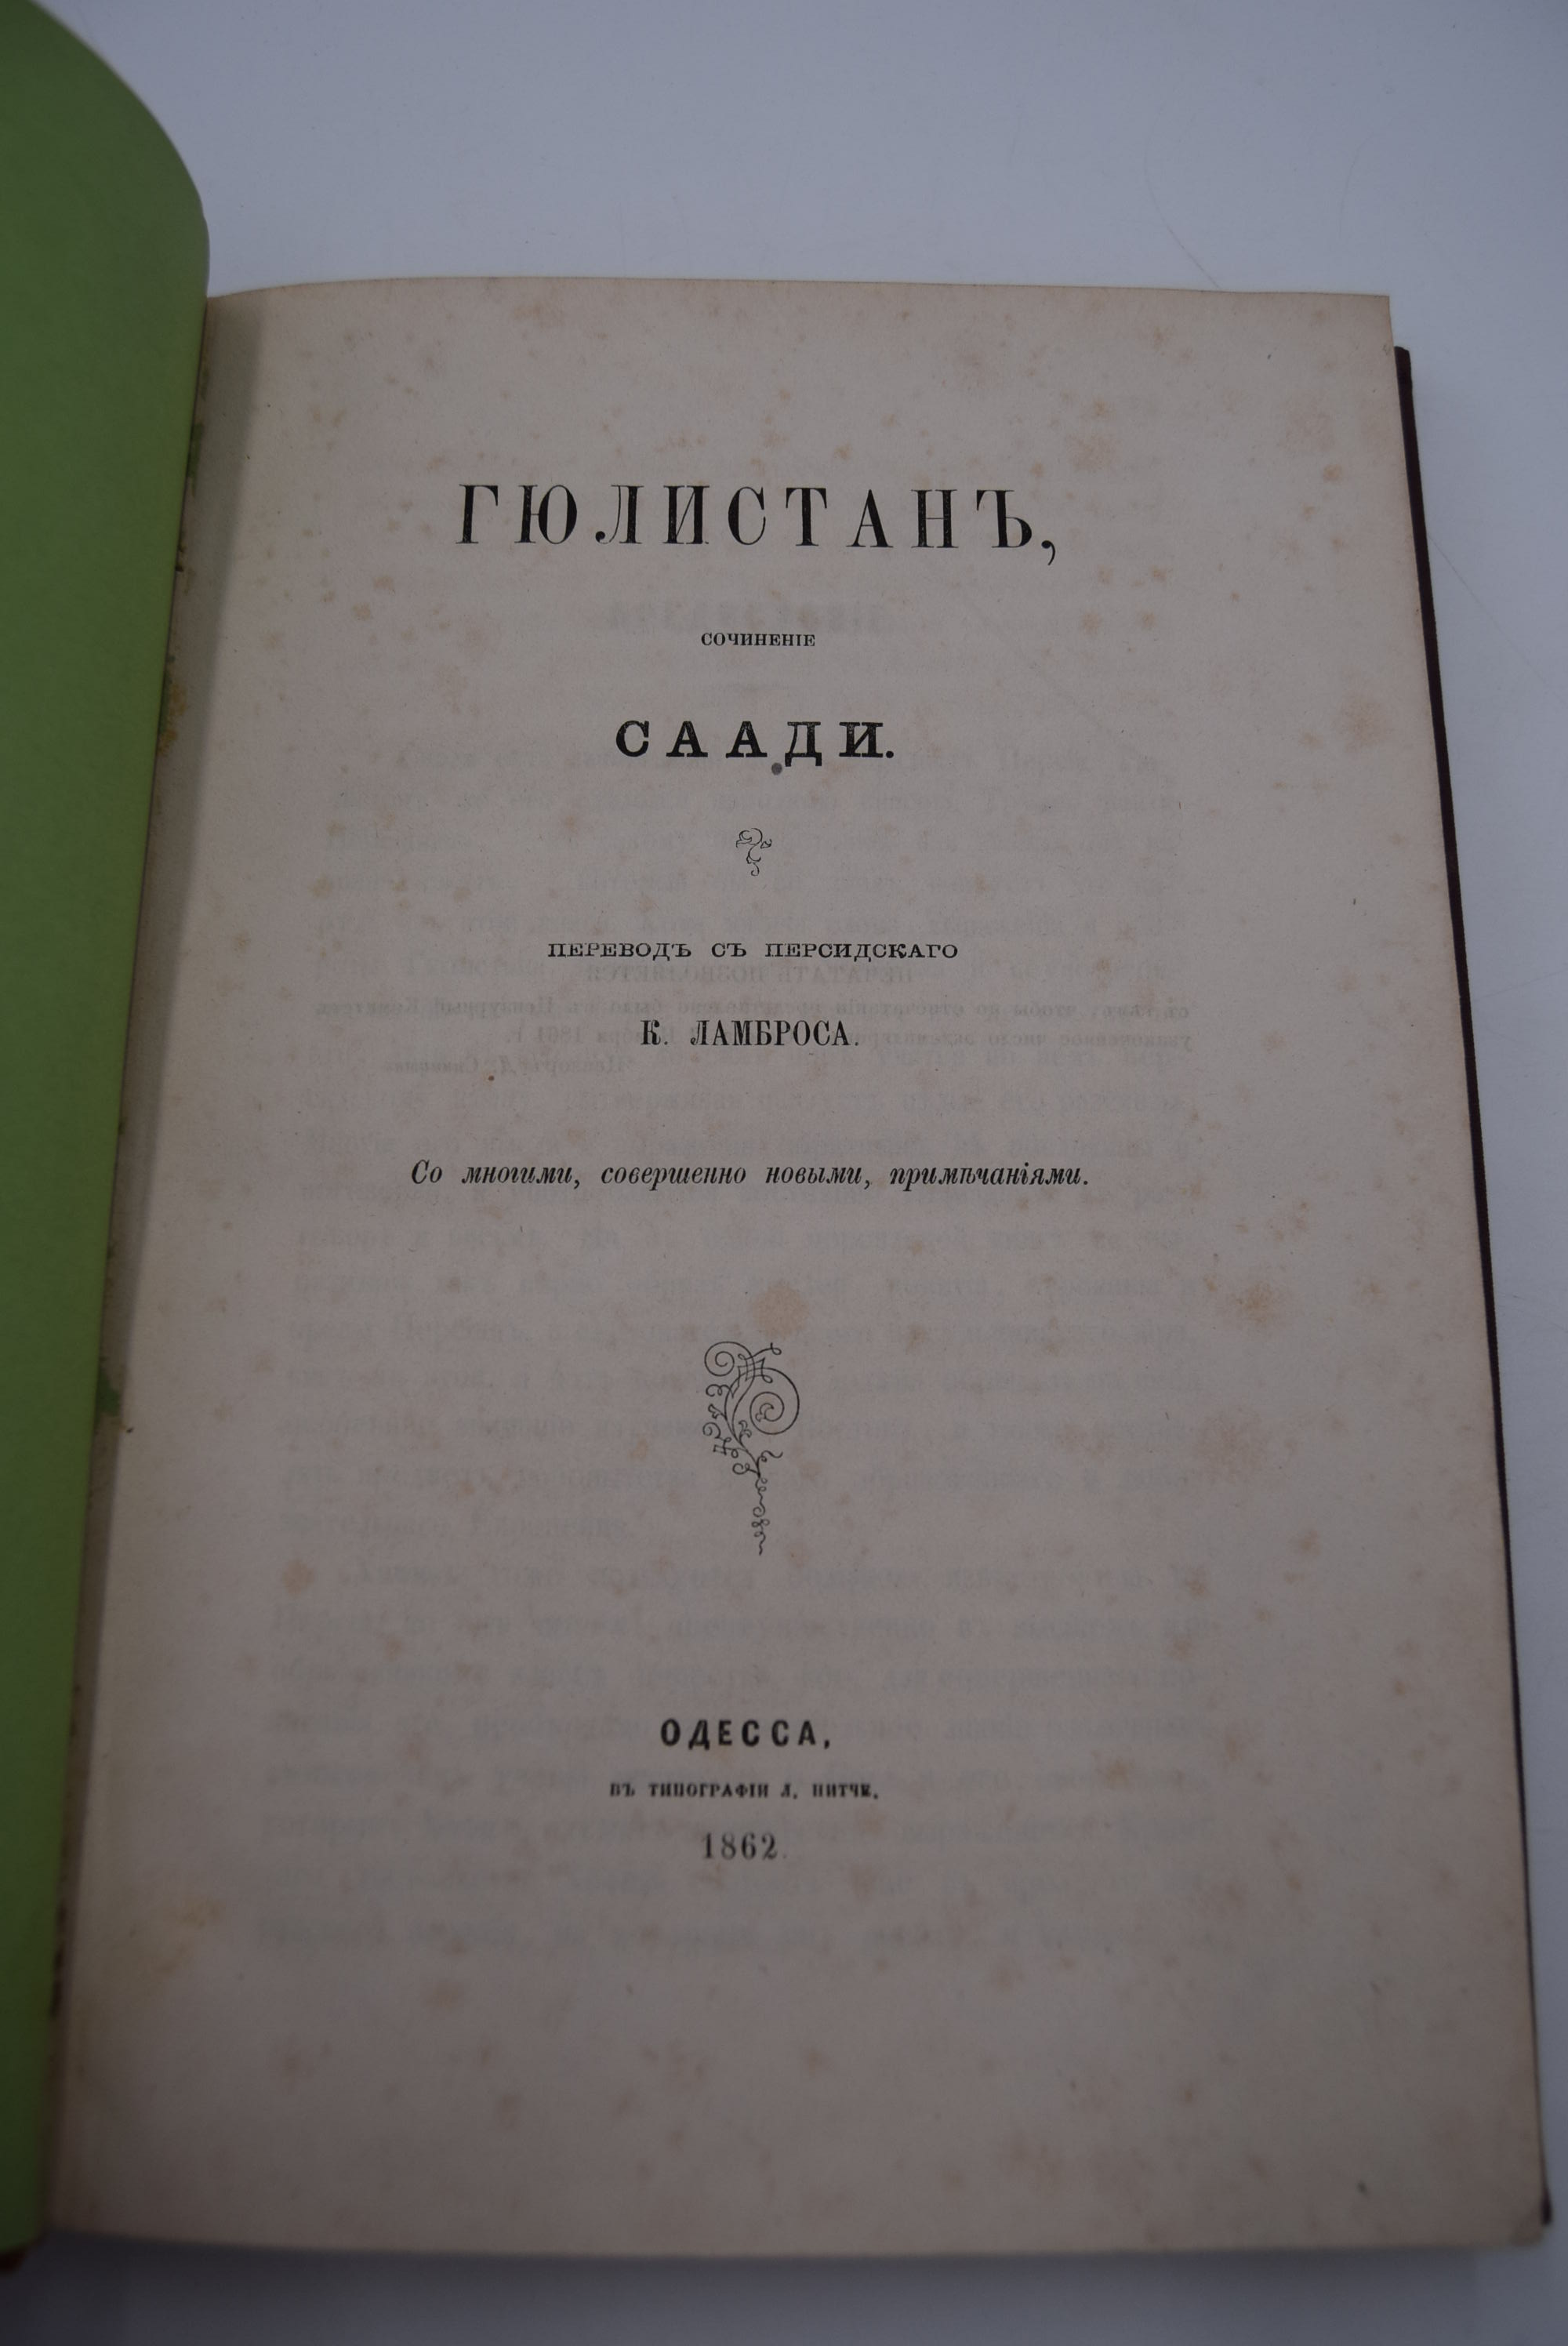 ГЮЛИСТАНЪ,
СОЧИНЕНІЕ
СААДИ.
ПЕРЕВОДЪ СЪ ПЕРСИДСКАГО
К. ЛАМБРОСА.
Со многими, совершенно новыми, примѣчаніями.
ОДЕССА,
ВЪ ТИПОГРАФІИ Л. НИТЧЕ.
1862.